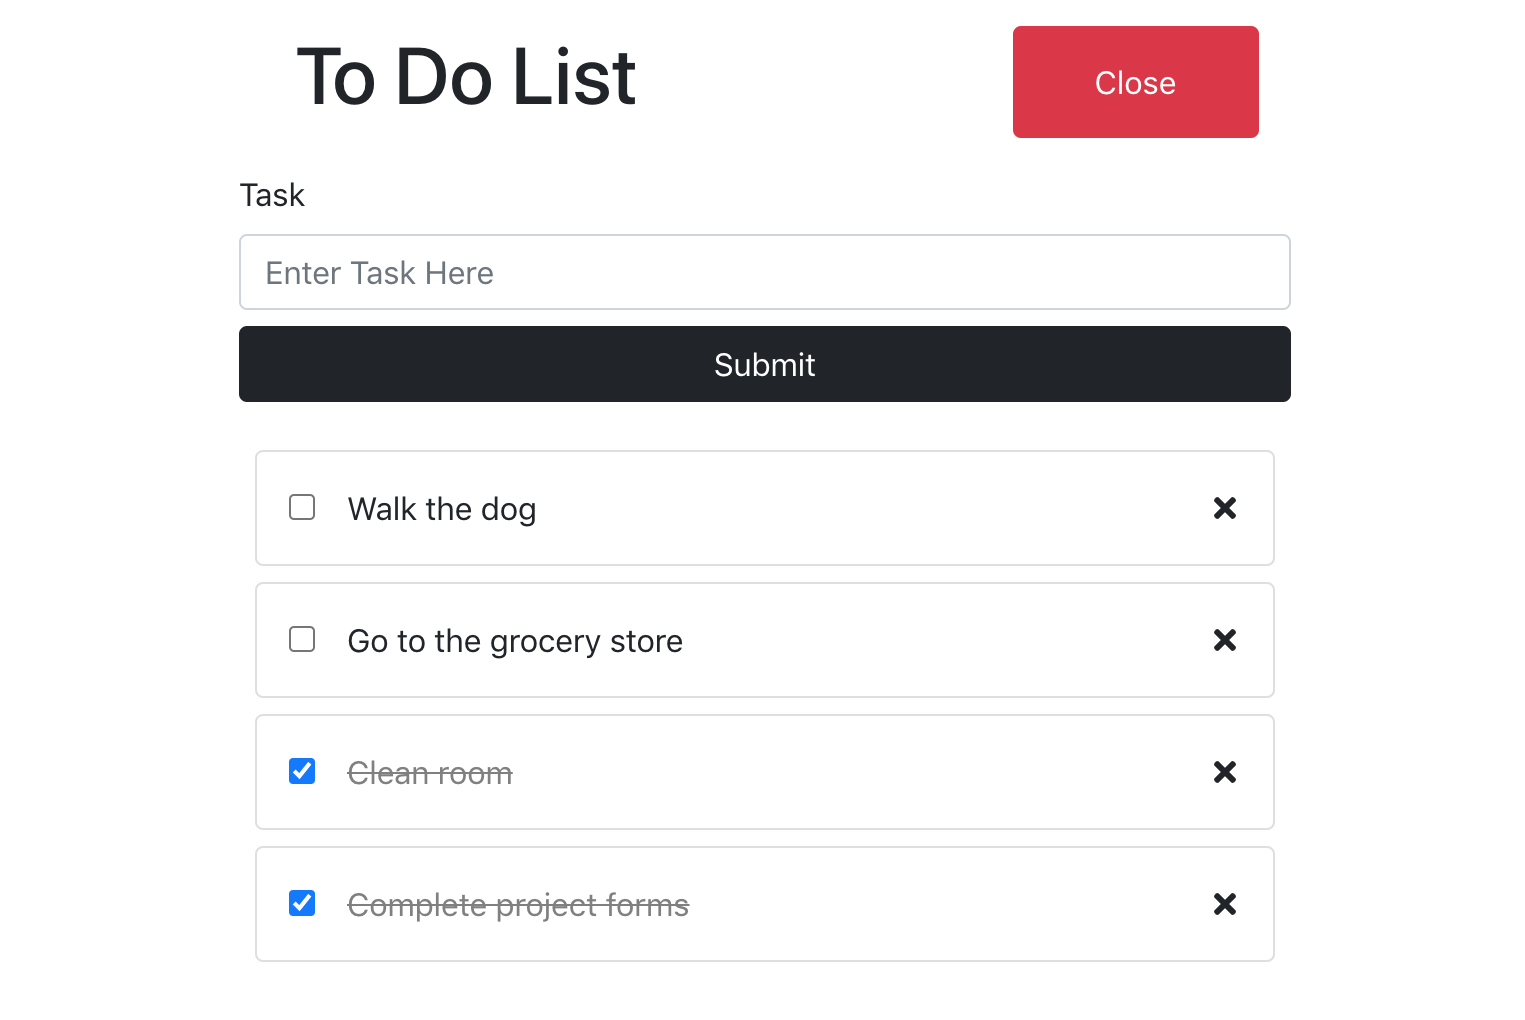 To Do List
Close
Task
Enter Task Here
Submit
Walk the dog
Go to the grocery store
Clean room
Complete project forms